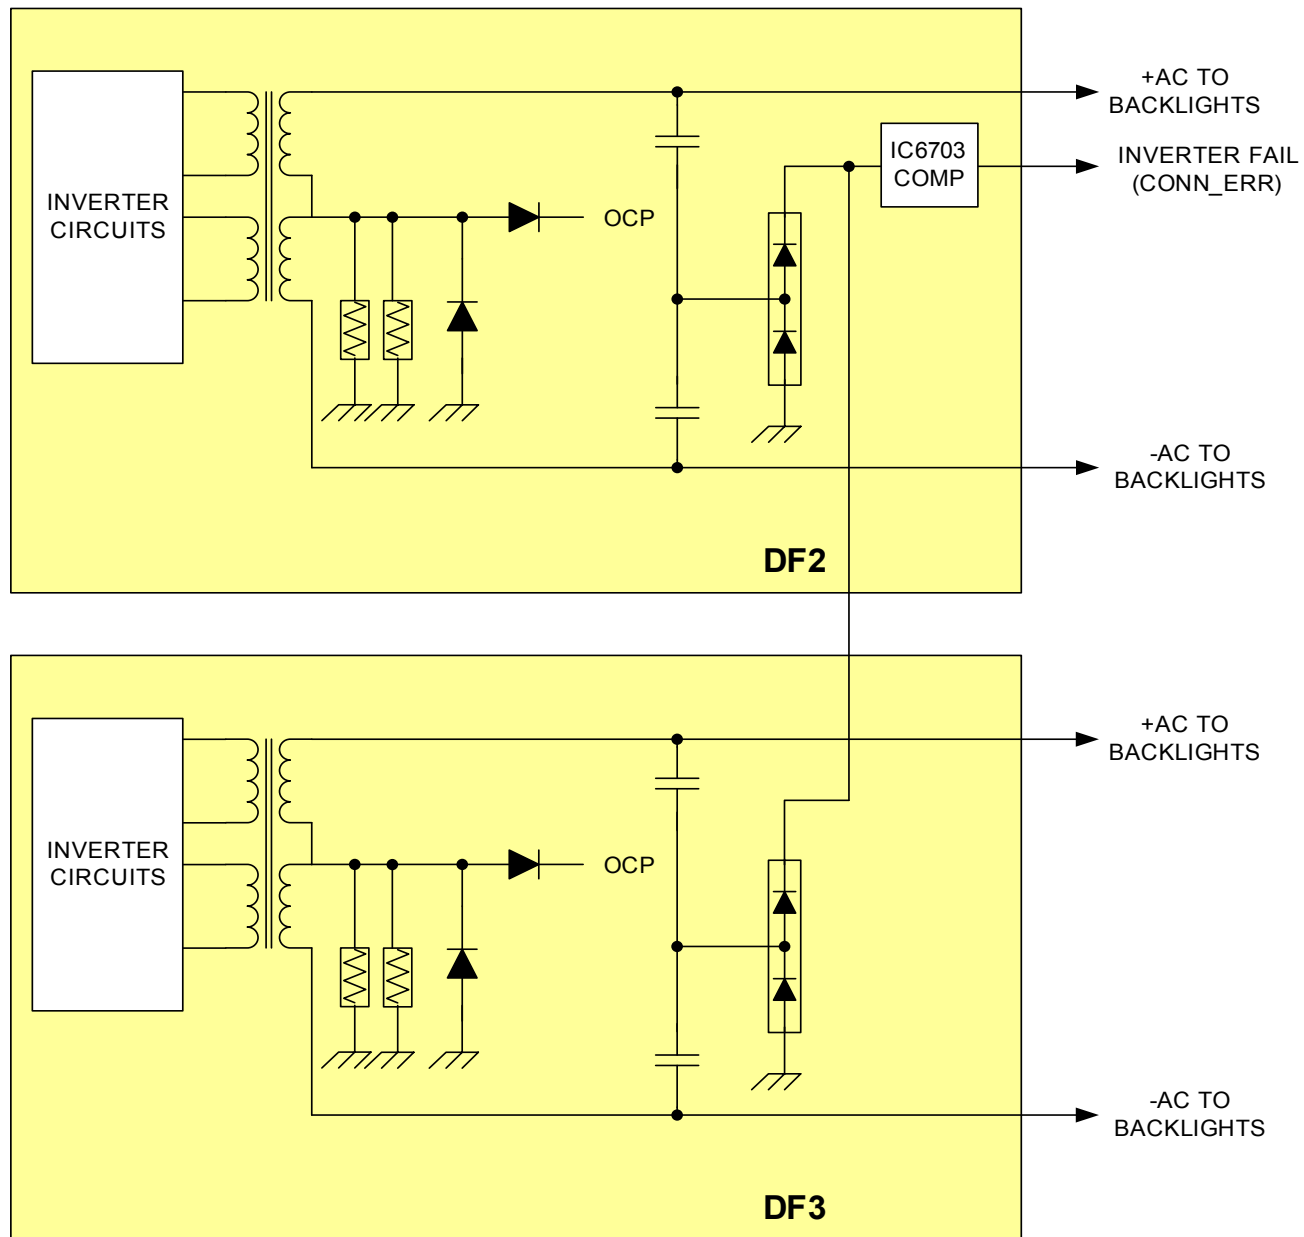 +AC TO
BACKLIGHTS
INVERTER
CIRCUITS
IC6703
COMP
INVERTER FAIL
(CONN_ERR)
OCP
-AC TO
BACKLIGHTS
DF2
+AC TO
BACKLIGHTS
INVERTER
CIRCUITS
OCP
-AC TO
BACKLIGHTS
DF3